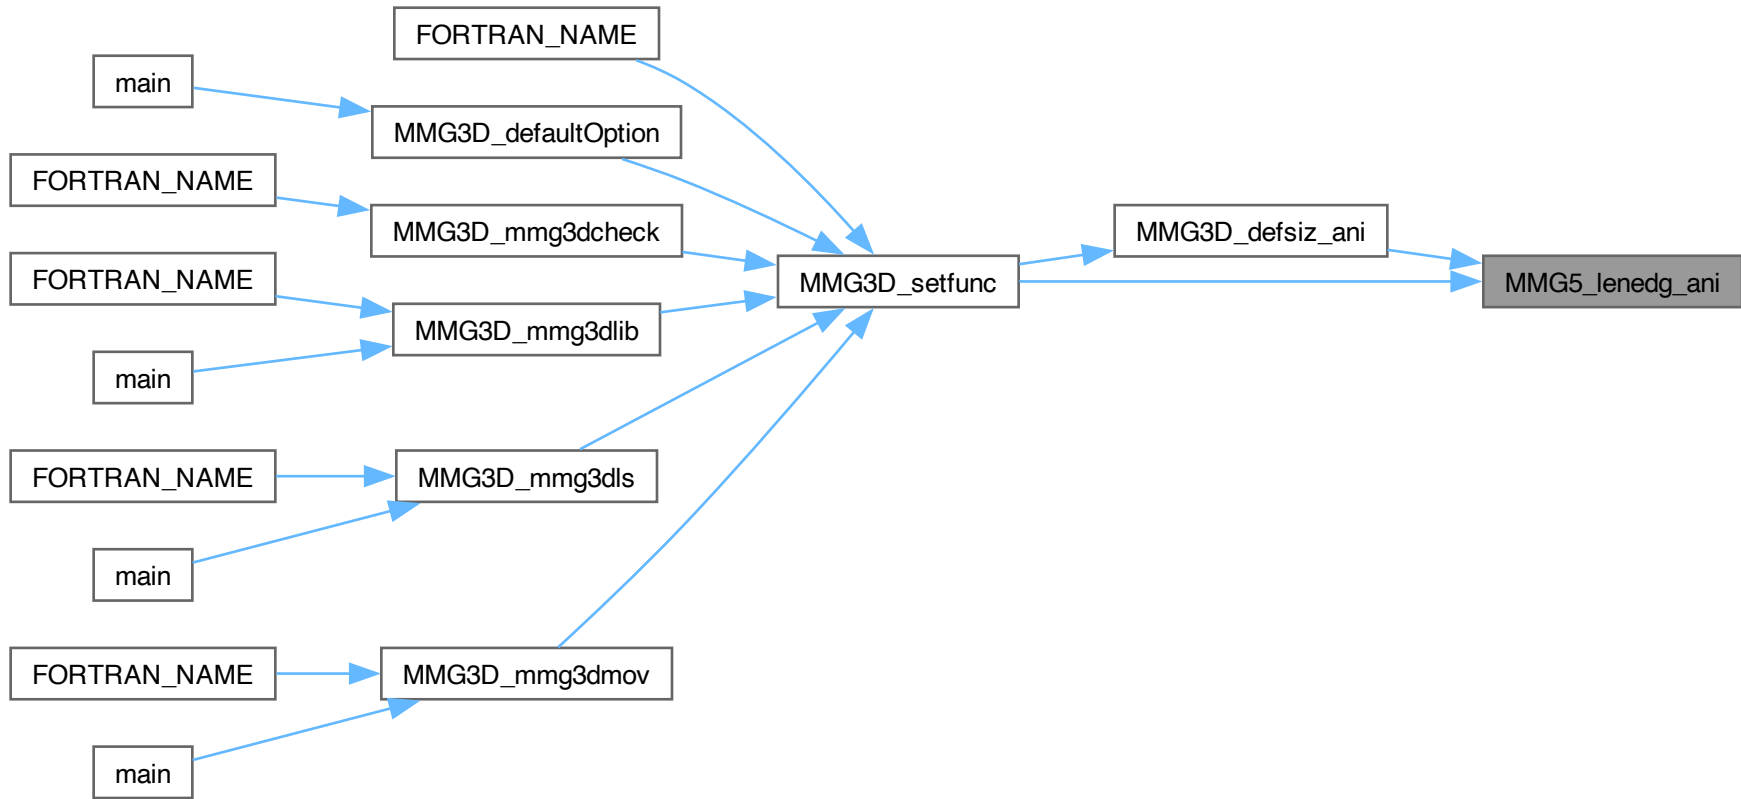 FORTRAN_NAME
main
MMG3D_defaultOption
FORTRAN_NAME
MMG3D_mmg3dcheck
MMG3D_defsiz_ani
FORTRAN_NAME
MMG3D_setfunc
MMG5_lenedg_ani
MMG3D_mmg3dlib
main
FORTRAN_NAME
MMG3D_mmg3dls
main
FORTRAN_NAME
MMG3D_mmg3dmov
main